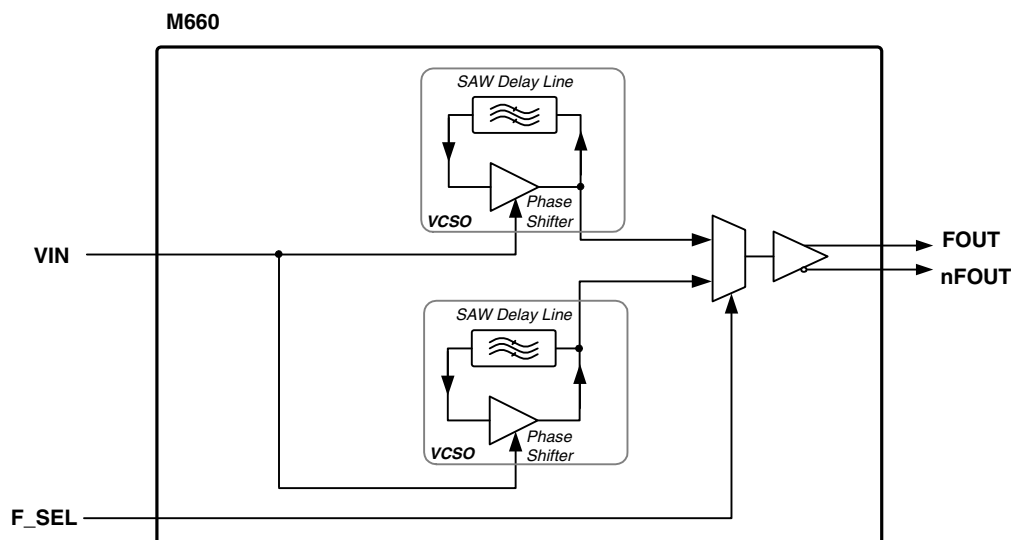 M660
SAW Delay Line
Phase
Shifter
VCSO
VIN
FOUT
nFOUT
SAW Delay Line
Phase
Shifter
VCSO
F_SEL